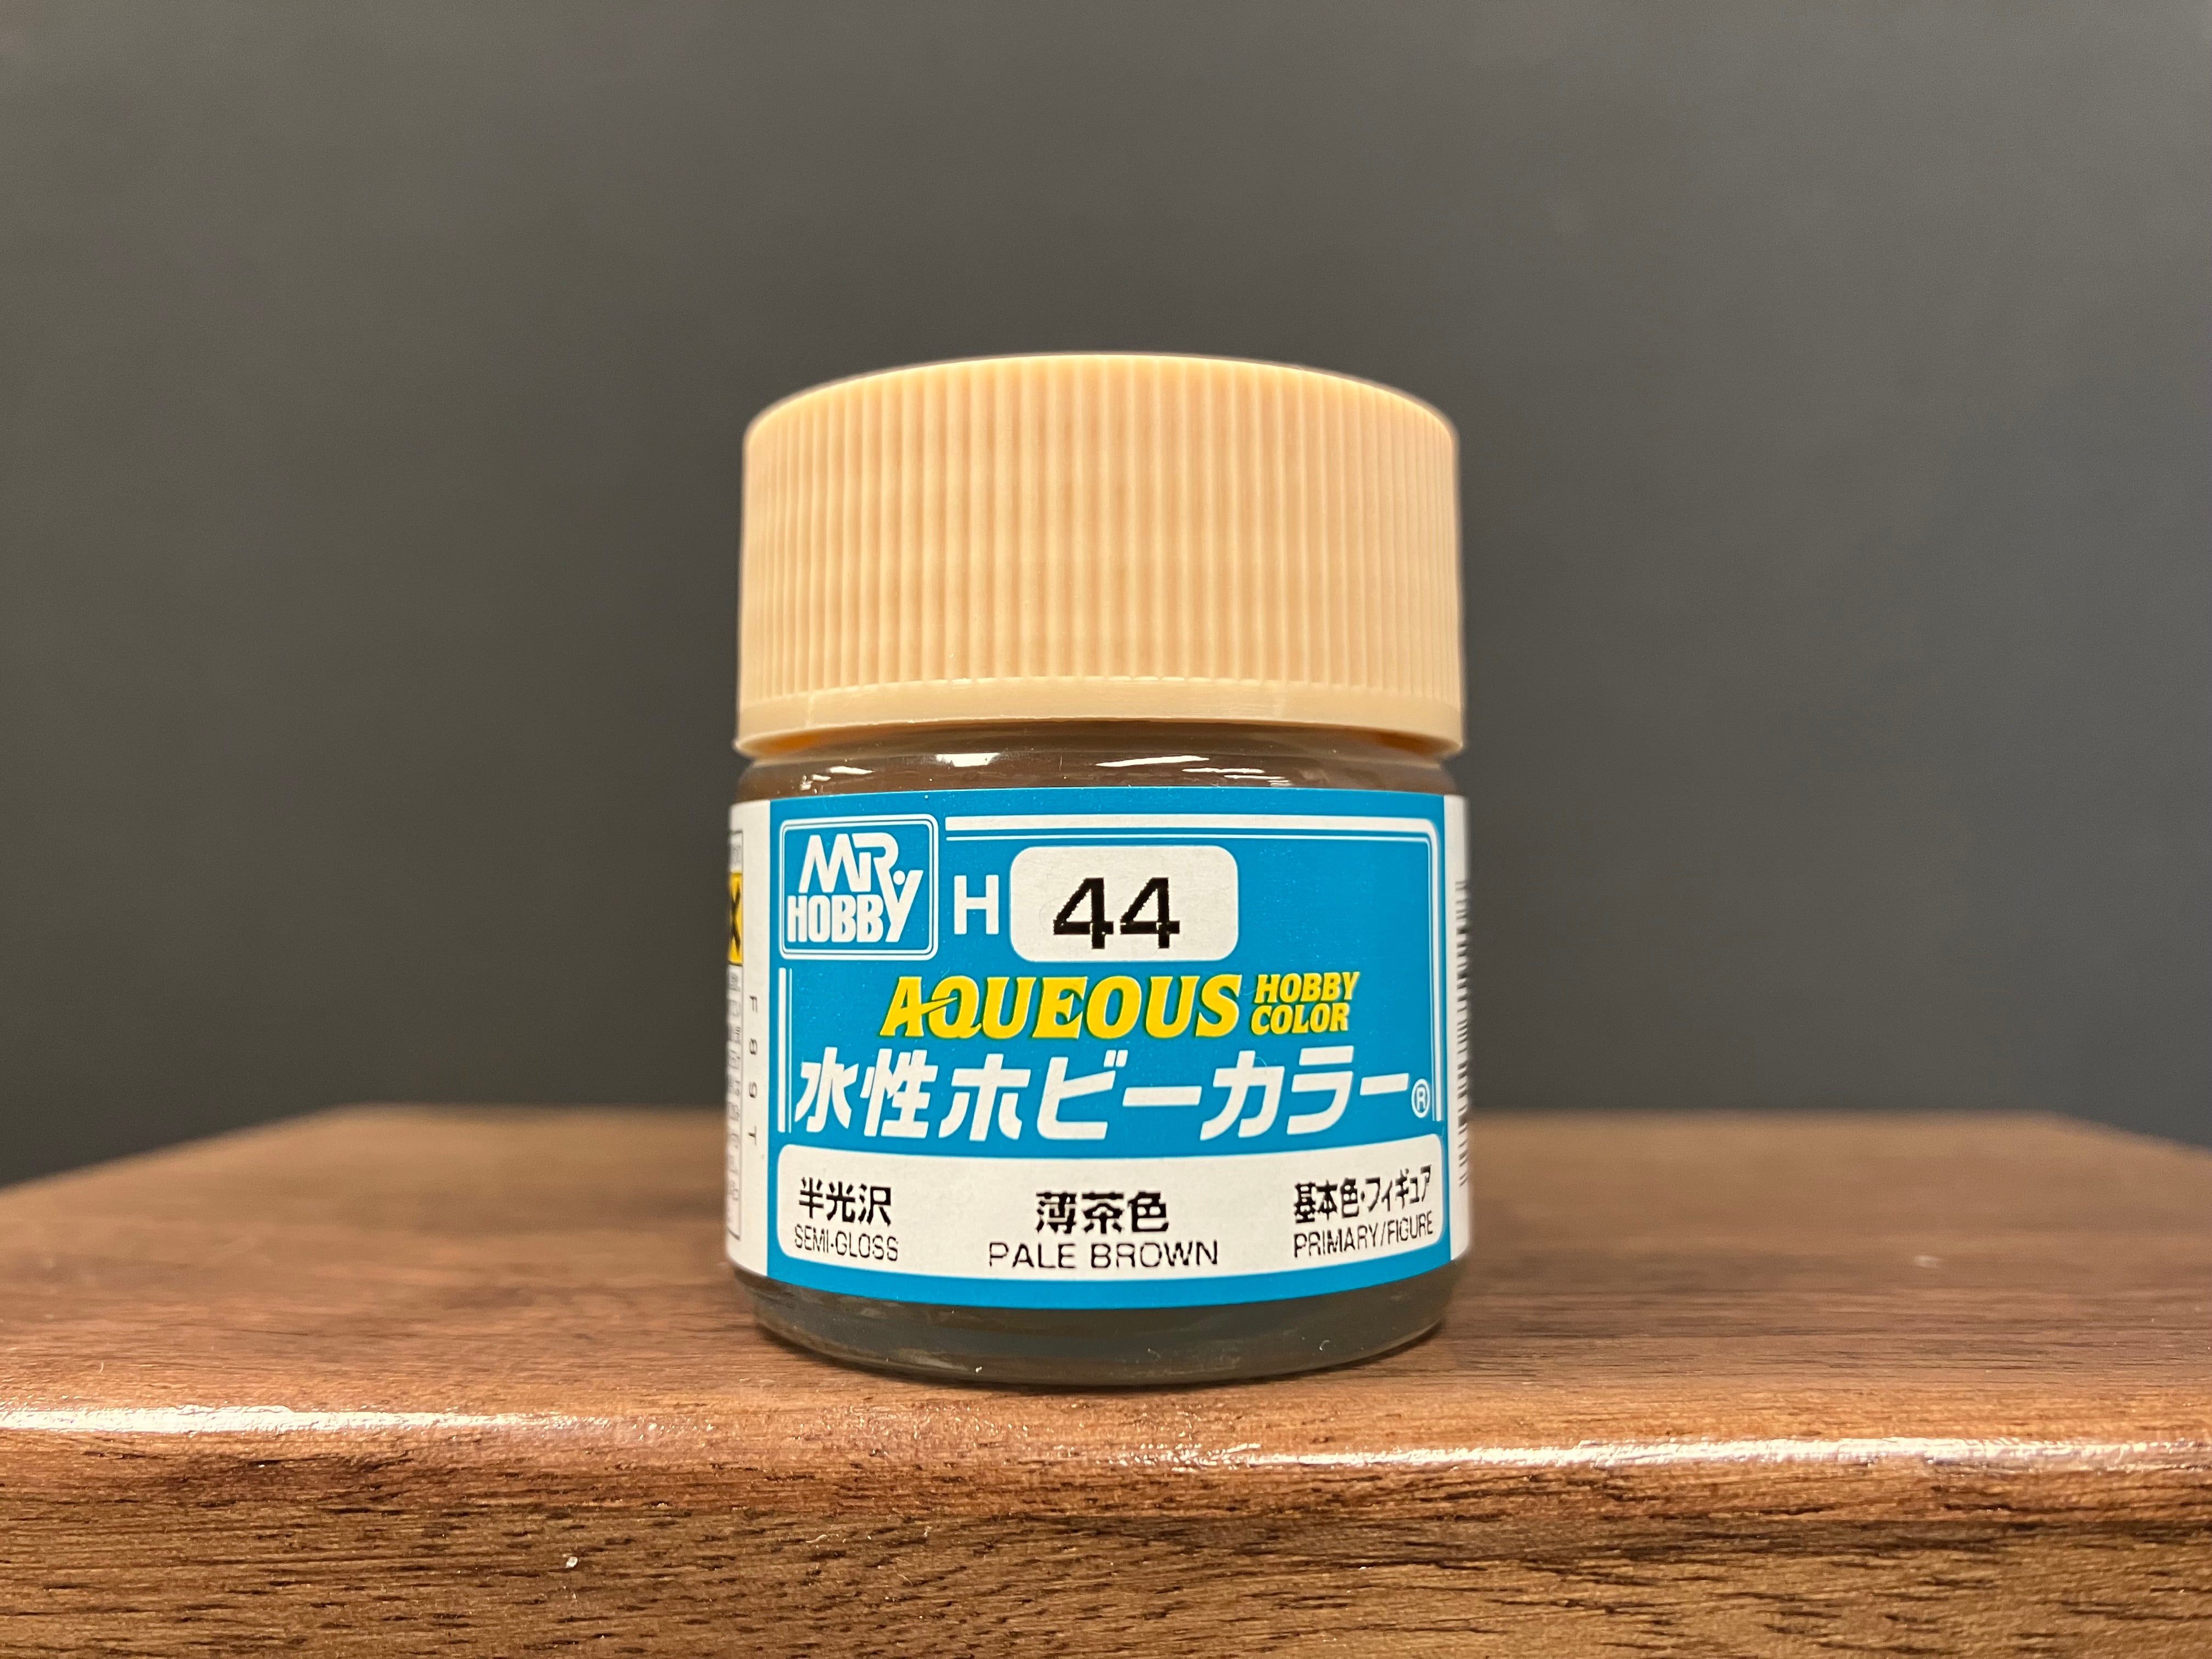 MR HOBBY
H 44
AQUEOUS HOBBY COLOR
水性ホビーカラー®
半光沢 薄茶色 基本色・フィギュア
SEMI-GLOSS PALE BROWN PRIMARY/FIGURE
F89T